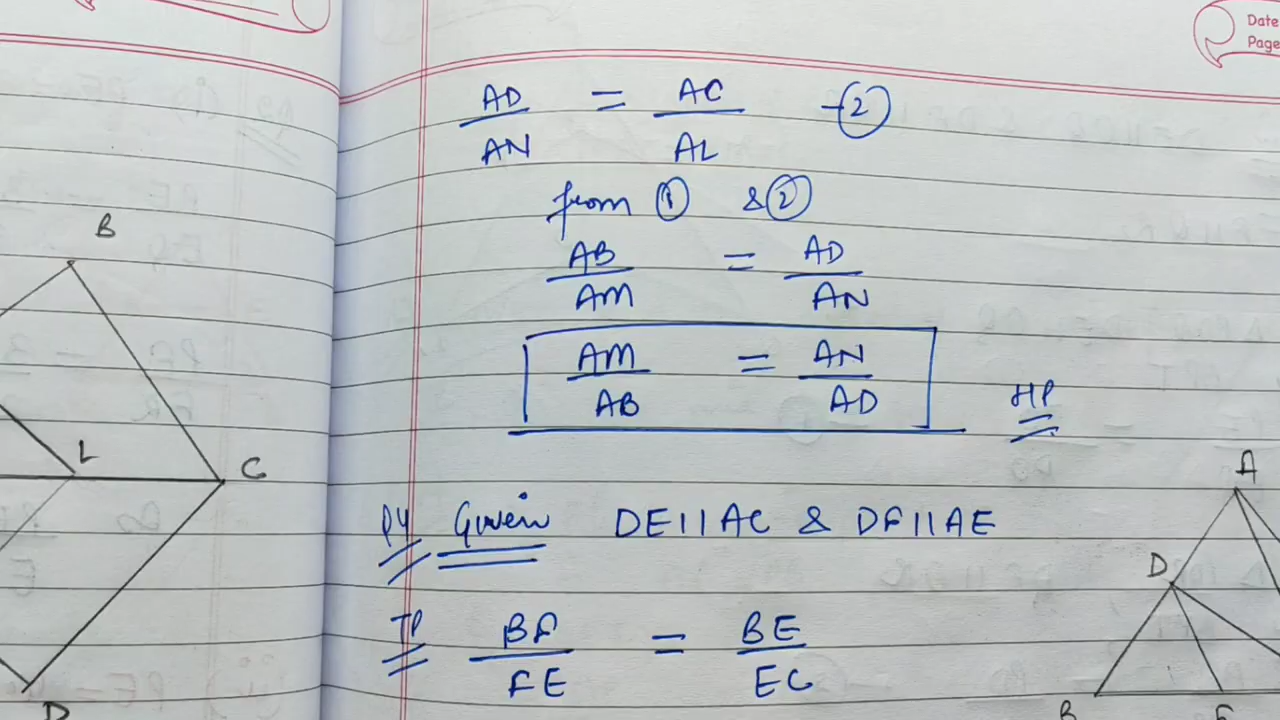 Date
Page
AD/AN = AC/AL -②
from ① & ②
AB/AM = AD/AN
AM/AB = AN/AD
HP
Given DE||AC & DF||AE
TP BF/FE = BE/EC
B
L
C
D
A
D
B